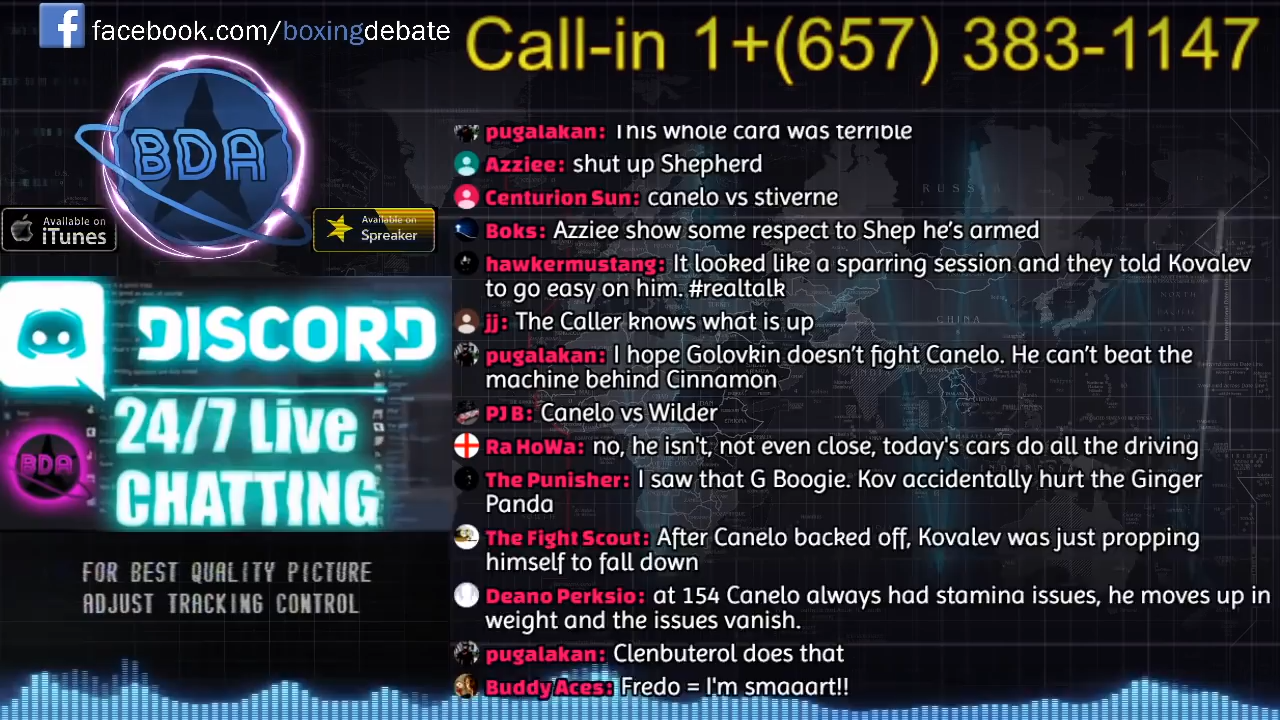 facebook.com/boxingdebate
Call-in 1+(657) 383-1147
BDA
Available on
iTunes
Available on
Spreaker
DISCORD
24/7 Live
CHATTING
BDA
FOR BEST QUALITY PICTURE
ADJUST TRACKING CONTROL
pugalakan: This whole card was terrible
Azziee: shut up Shepherd
Centurion Sun: canelo vs stiverne
Boks: Azziee show some respect to Shep he's armed
hawkermustang: It looked like a sparring session and they told Kovalev
to go easy on him. #realtalk
jj: The Caller knows what is up
pugalakan: I hope Golovkin doesn't fight Canelo. He can't beat the
machine behind Cinnamon
PJ B: Canelo vs Wilder
Ra HoWa: no, he isn't, not even close, today's cars do all the driving
The Punisher: I saw that G Boogie. Kov accidentally hurt the Ginger
Panda
The Fight Scout: After Canelo backed off, Kovalev was just propping
himself to fall down
Deano Perksio: at 154 Canelo always had stamina issues, he moves up in
weight and the issues vanish.
pugalakan: Clenbuterol does that
Buddy Aces: Fredo = I'm smaaart!!
RUSSIA
CHINA